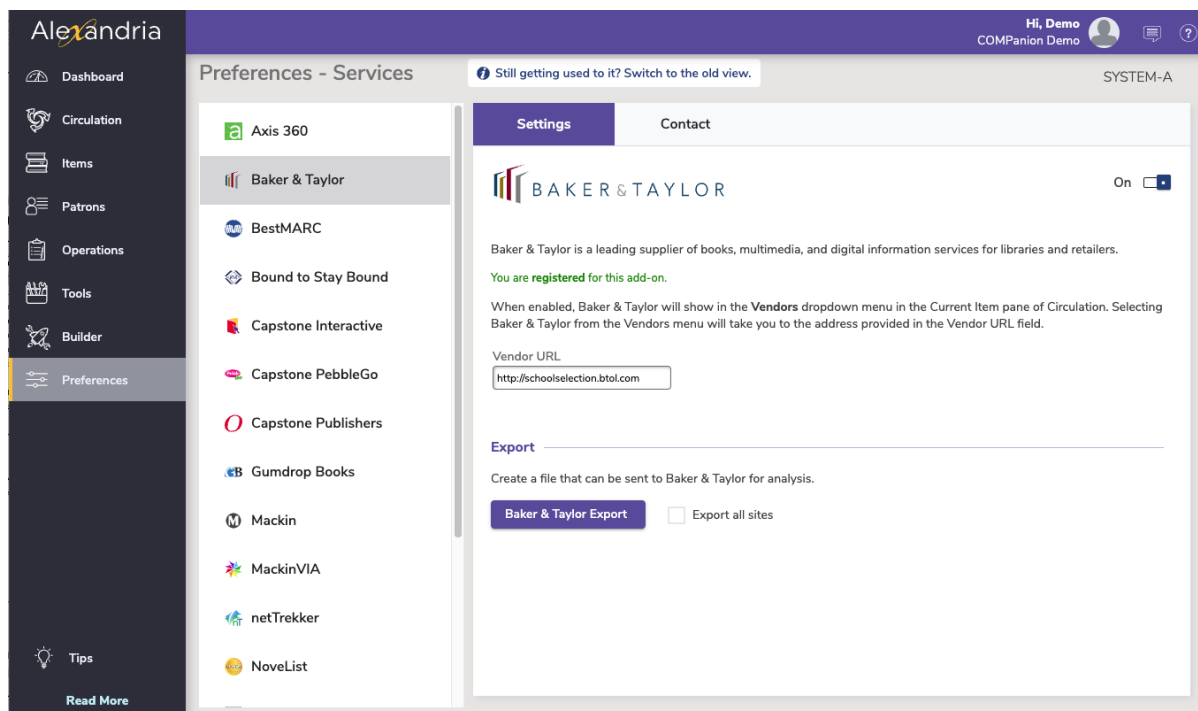 Alexandria
Hi, Demo
COMPanion Demo
Dashboard
Circulation
Items
Patrons
Operations
Tools
Builder
Preferences
Tips
Read More
Preferences - Services
Still getting used to it? Switch to the old view.
SYSTEM-A
Axis 360
Baker & Taylor
BestMARC
Bound to Stay Bound
Capstone Interactive
Capstone PebbleGo
Capstone Publishers
Gumdrop Books
Mackin
MackinVIA
netTrekker
NoveList
Settings
Contact
BAKER & TAYLOR
On
Baker & Taylor is a leading supplier of books, multimedia, and digital information services for libraries and retailers.
You are registered for this add-on.
When enabled, Baker & Taylor will show in the Vendors dropdown menu in the Current Item pane of Circulation. Selecting
Baker & Taylor from the Vendors menu will take you to the address provided in the Vendor URL field.
Vendor URL
http://schoolselection.btol.com
Export
Create a file that can be sent to Baker & Taylor for analysis.
Baker & Taylor Export
Export all sites